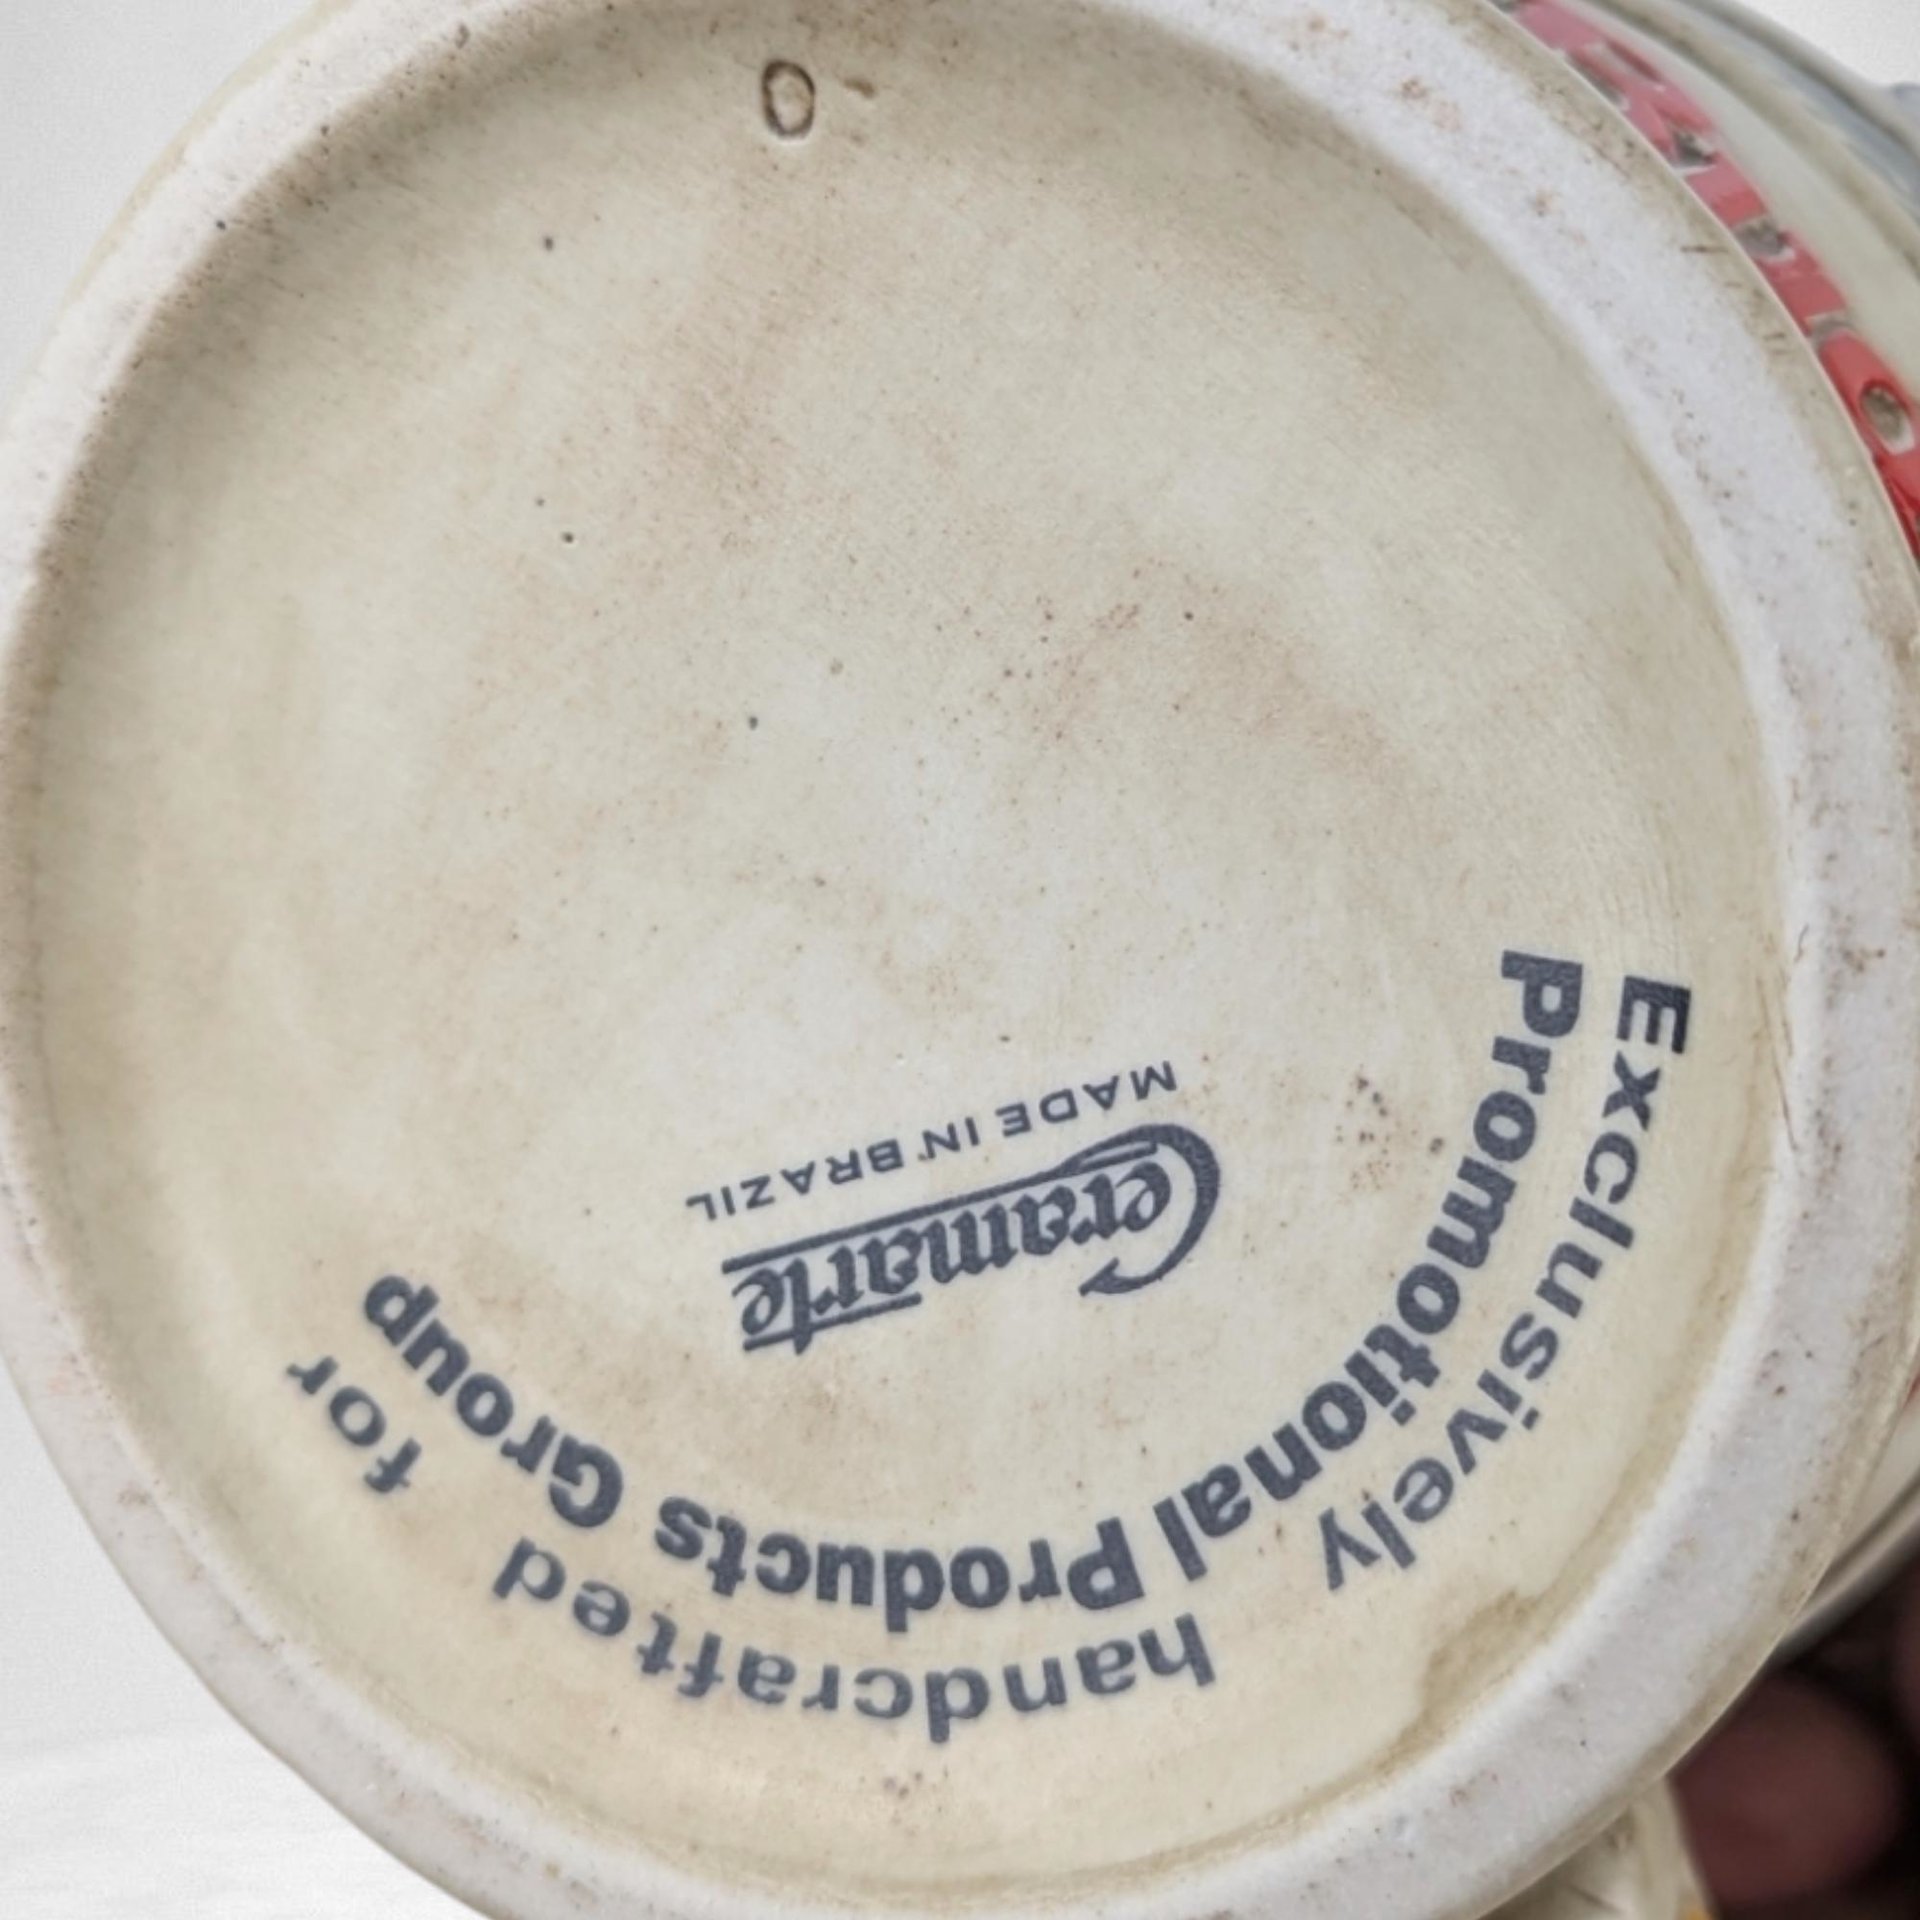 Exclusively handcrafted for
Promotional Products Group
Ceramarte
MADE IN BRAZIL
O